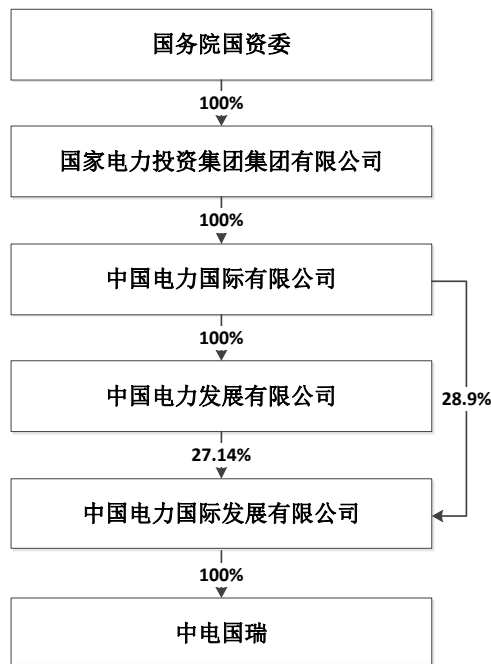 国务院国资委
100%
国家电力投资集团集团有限公司
100%
中国电力国际有限公司
100%
中国电力发展有限公司
28.9%
27.14%
中国电力国际发展有限公司
100%
中电国瑞